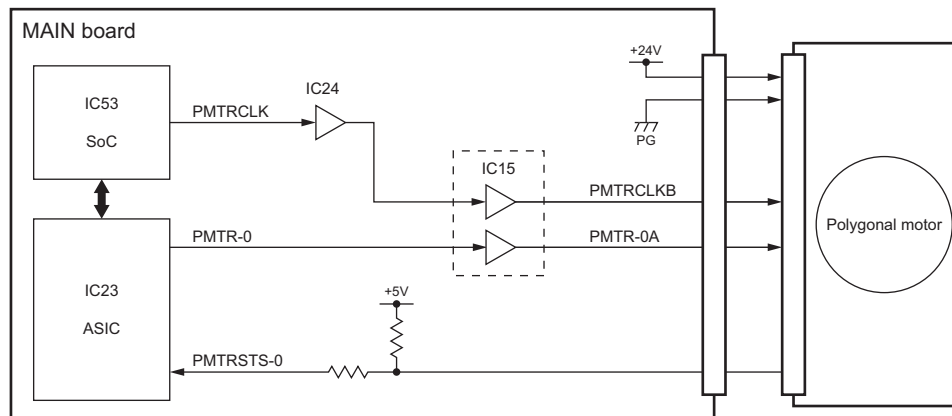 MAIN board
+24V
IC53
SoC
PMTRCLK
IC24
PG
IC15
PMTRCLKB
Polygonal motor
PMTR-0
PMTR-0A
IC23
ASIC
+5V
PMTRSTS-0